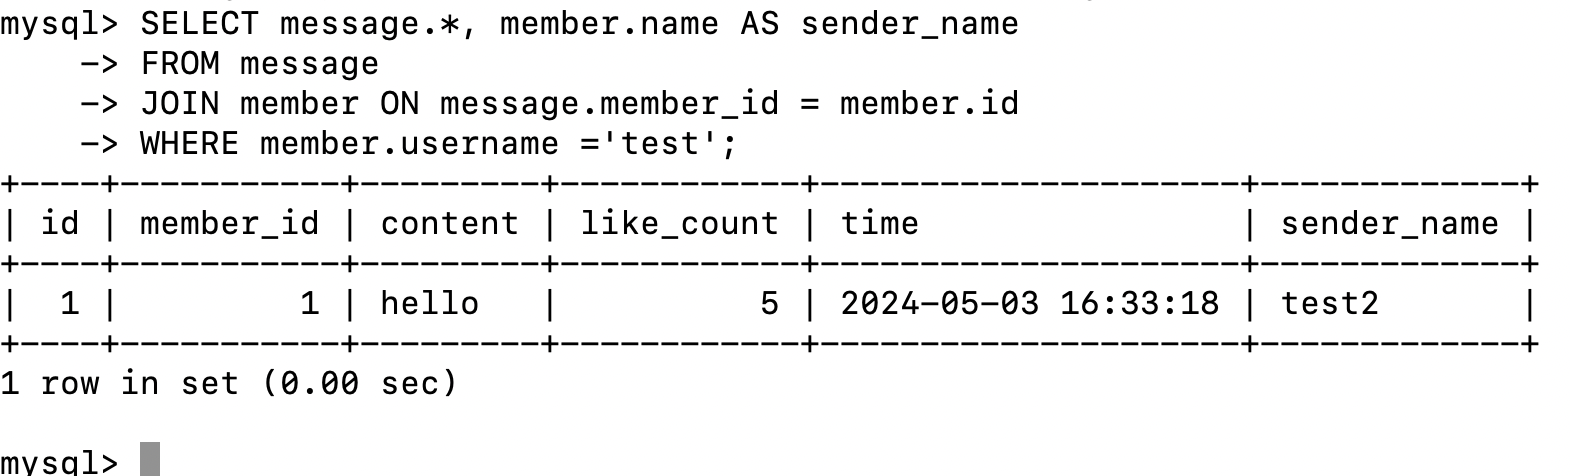 mysql> SELECT message.*, member.name AS sender_name
    -> FROM message
    -> JOIN member ON message.member_id = member.id
    -> WHERE member.username ='test';
+----+-----------+---------+------------+---------------------+-------------+
| id | member_id | content | like_count | time                | sender_name |
+----+-----------+---------+------------+---------------------+-------------+
|  1 |         1 | hello   |          5 | 2024-05-03 16:33:18 | test2       |
+----+-----------+---------+------------+---------------------+-------------+
1 row in set (0.00 sec)
mysql>